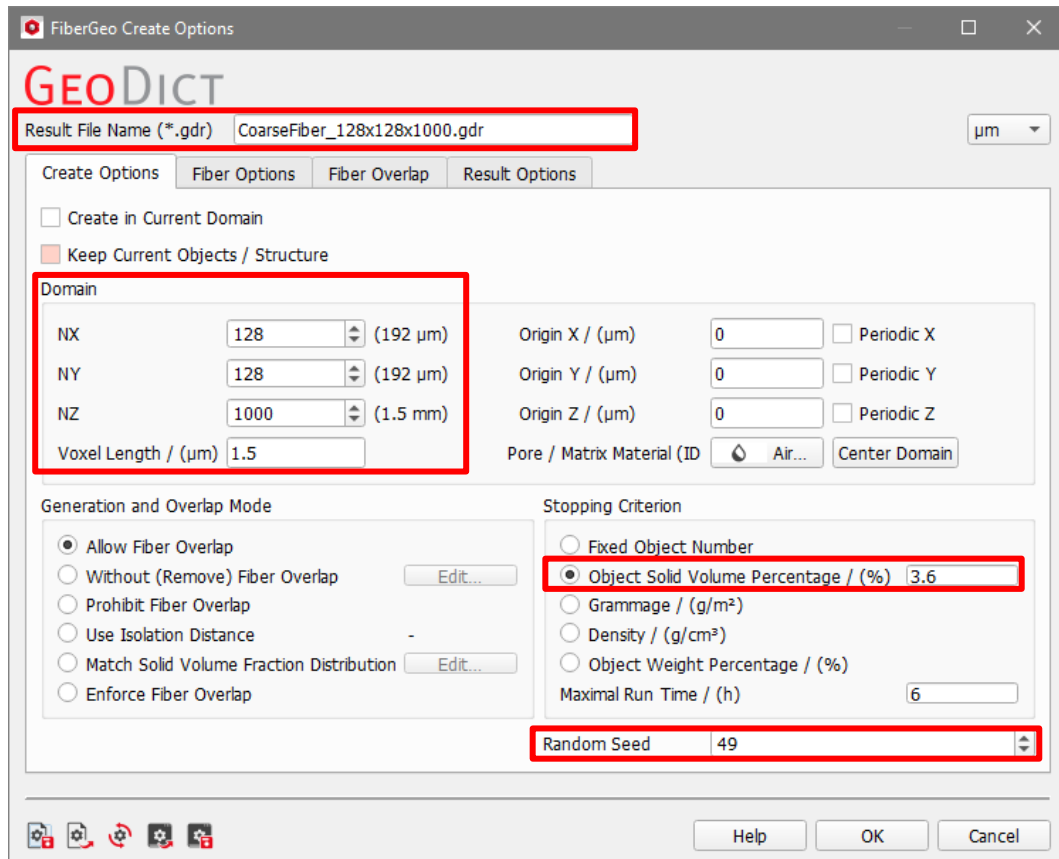 FiberGeo Create Options
GEODICT
Result File Name (*.gdr) CoarseFiber_128x128x1000.gdr µm
Create Options Fiber Options Fiber Overlap Result Options
Create in Current Domain
Keep Current Objects / Structure
Domain
NX 128 (192 µm) Origin X / (µm) 0 Periodic X
NY 128 (192 µm) Origin Y / (µm) 0 Periodic Y
NZ 1000 (1.5 mm) Origin Z / (µm) 0 Periodic Z
Voxel Length / (µm) 1.5 Pore / Matrix Material (ID Air... Center Domain
Generation and Overlap Mode Stopping Criterion
Allow Fiber Overlap Fixed Object Number
Without (Remove) Fiber Overlap Edit... Object Solid Volume Percentage / (%) 3.6
Prohibit Fiber Overlap Grammage / (g/m²)
Use Isolation Distance - Density / (g/cm³)
Match Solid Volume Fraction Distribution Edit... Object Weight Percentage / (%)
Enforce Fiber Overlap Maximal Run Time / (h) 6
Random Seed 49
Help OK Cancel